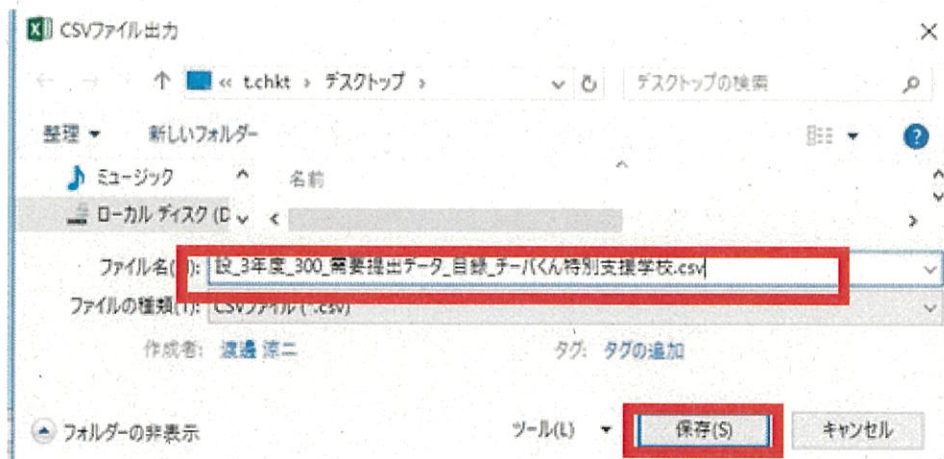 CSVファイル出力
« t.chkt › デスクトップ ›
デスクトップの検索
整理
新しいフォルダー
ミュージック
名前
ローカル ディスク (D
ファイル名( ): 設_3年度_300_需要提出データ_目録_チーバくん特別支援学校.csv
ファイルの種類(T): CSVファイル (*.csv)
作成者: 渡邉 涼二
タグ: タグの追加
フォルダーの非表示
ツール(L)
保存(S)
キャンセル